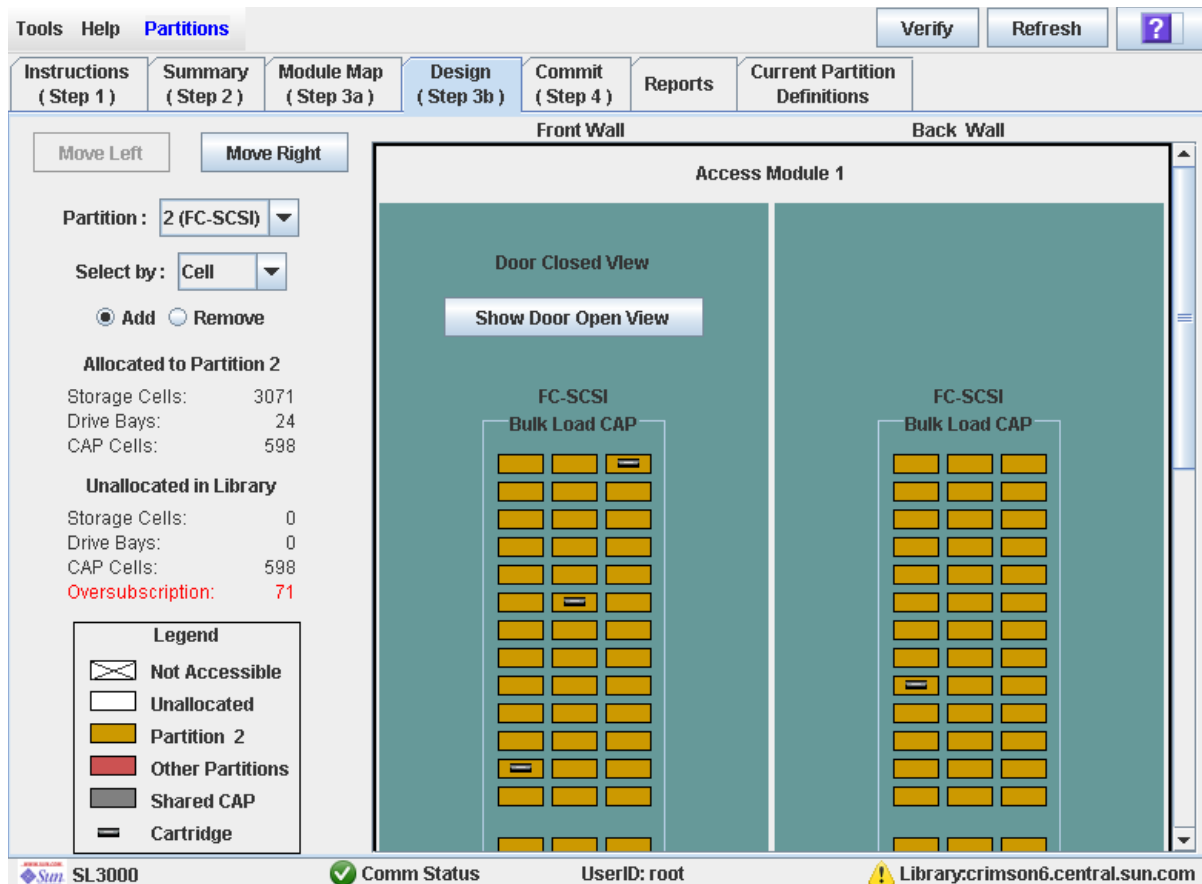 Tools Help Partitions Verify Refresh ?
Instructions Summary Module Map Design Commit Reports Current Partition
( Step 1 ) ( Step 2 ) ( Step 3a ) ( Step 3b ) ( Step 4 ) Definitions
Front Wall Back Wall
Move Left Move Right
Access Module 1
Partition : 2 (FC-SCSI)
Select by : Cell
Add Remove
Door Closed View
Show Door Open View
Allocated to Partition 2
Storage Cells: 3071
Drive Bays: 24
CAP Cells: 598
FC-SCSI FC-SCSI
Bulk Load CAP Bulk Load CAP
Unallocated in Library
Storage Cells: 0
Drive Bays: 0
CAP Cells: 598
Oversubscription: 71
Legend
Not Accessible
Unallocated
Partition 2
Other Partitions
Shared CAP
Cartridge
Sun SL3000 Comm Status UserID: root Library:crimson6.central.sun.com